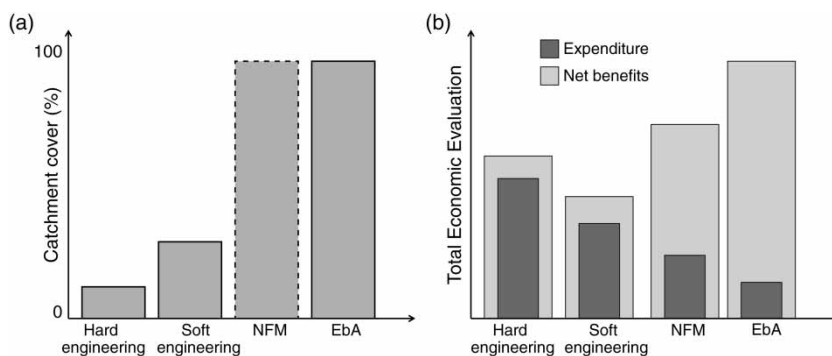 (a)
100
Catchment cover (%)
0
Hard
engineering
Soft
engineering
NFM
EbA
(b)
Expenditure
Net benefits
Total Economic Evaluation
Hard
engineering
Soft
engineering
NFM
EbA